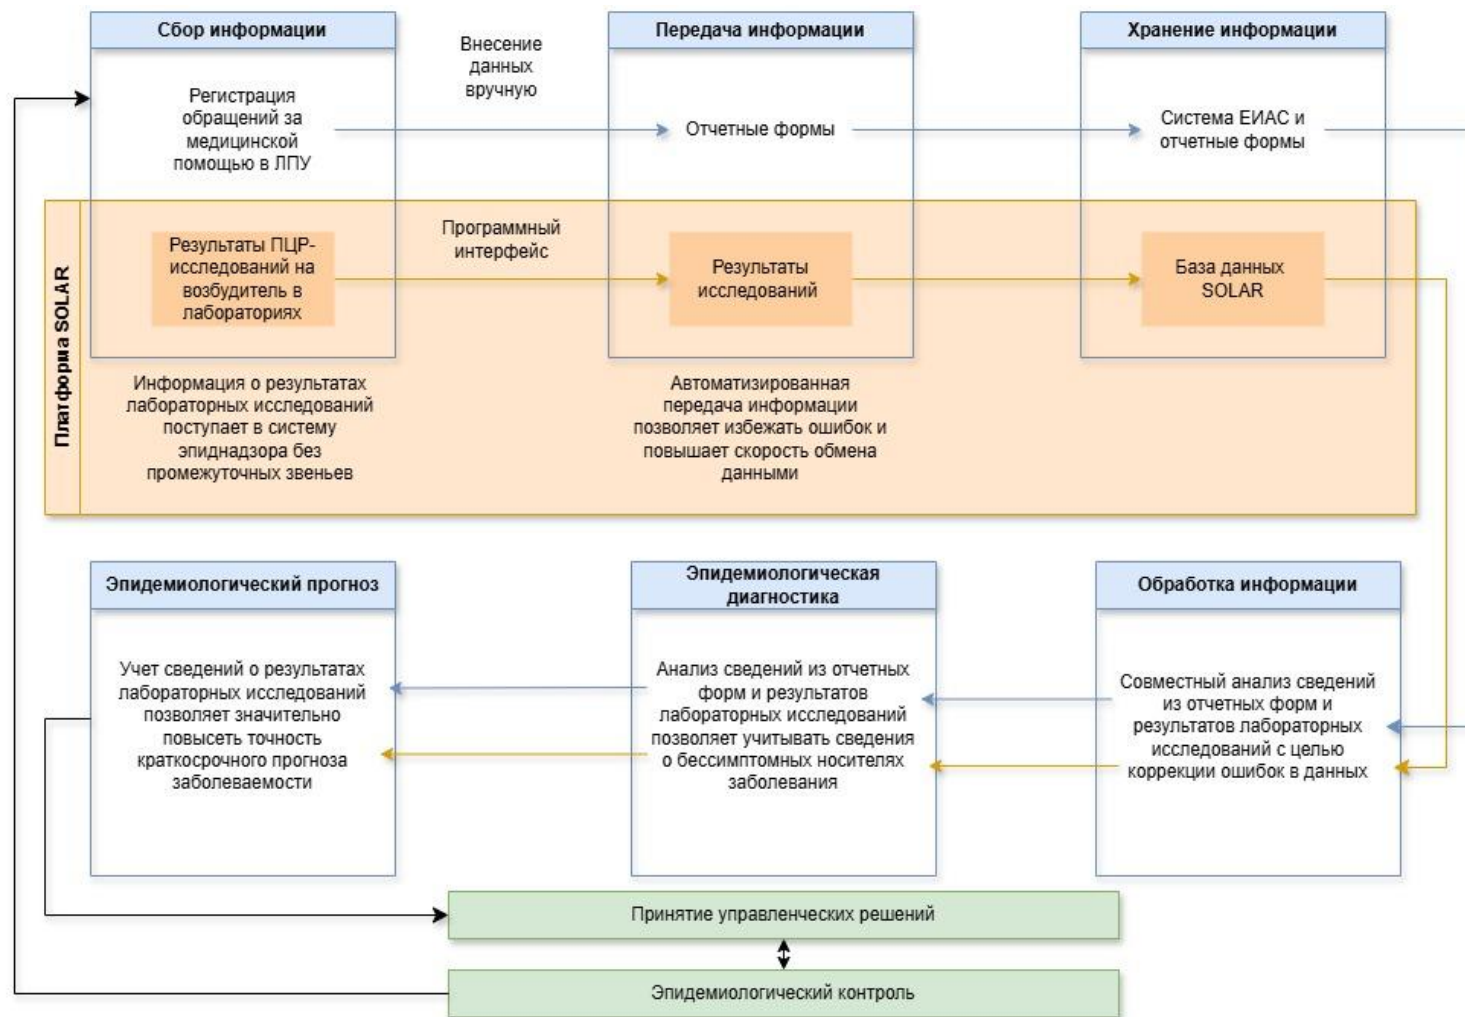 Сбор информации
Внесение
данных
вручную
Передача информации
Хранение информации
Регистрация
обращений за
медицинской
помощью в ЛПУ
Отчетные формы
Система ЕИАС и
отчетные формы
Платформа SOLAR
Результаты ПЦР-
исследований на
возбудитель в
лабораториях
Программный
интерфейс
Результаты
исследований
База данных
SOLAR
Информация о результатах
лабораторных исследований
поступает в систему
эпиднадзора без
промежуточных звеньев
Автоматизированная
передача информации
позволяет избежать ошибок и
повышает скорость обмена
данными
Эпидемиологический прогноз
Эпидемиологическая
диагностика
Обработка информации
Учет сведений о результатах
лабораторных исследований
позволяет значительно
повысеть точность
краткосрочного прогноза
заболеваемости
Анализ сведений из отчетных
форм и результатов
лабораторных исследований
позволяет учитывать сведения
о бессимптомных носителях
заболевания
Совместный анализ сведений
из отчетных форм и
результатов лабораторных
исследований с целью
коррекции ошибок в данных
Принятие управленческих решений
Эпидемиологический контроль